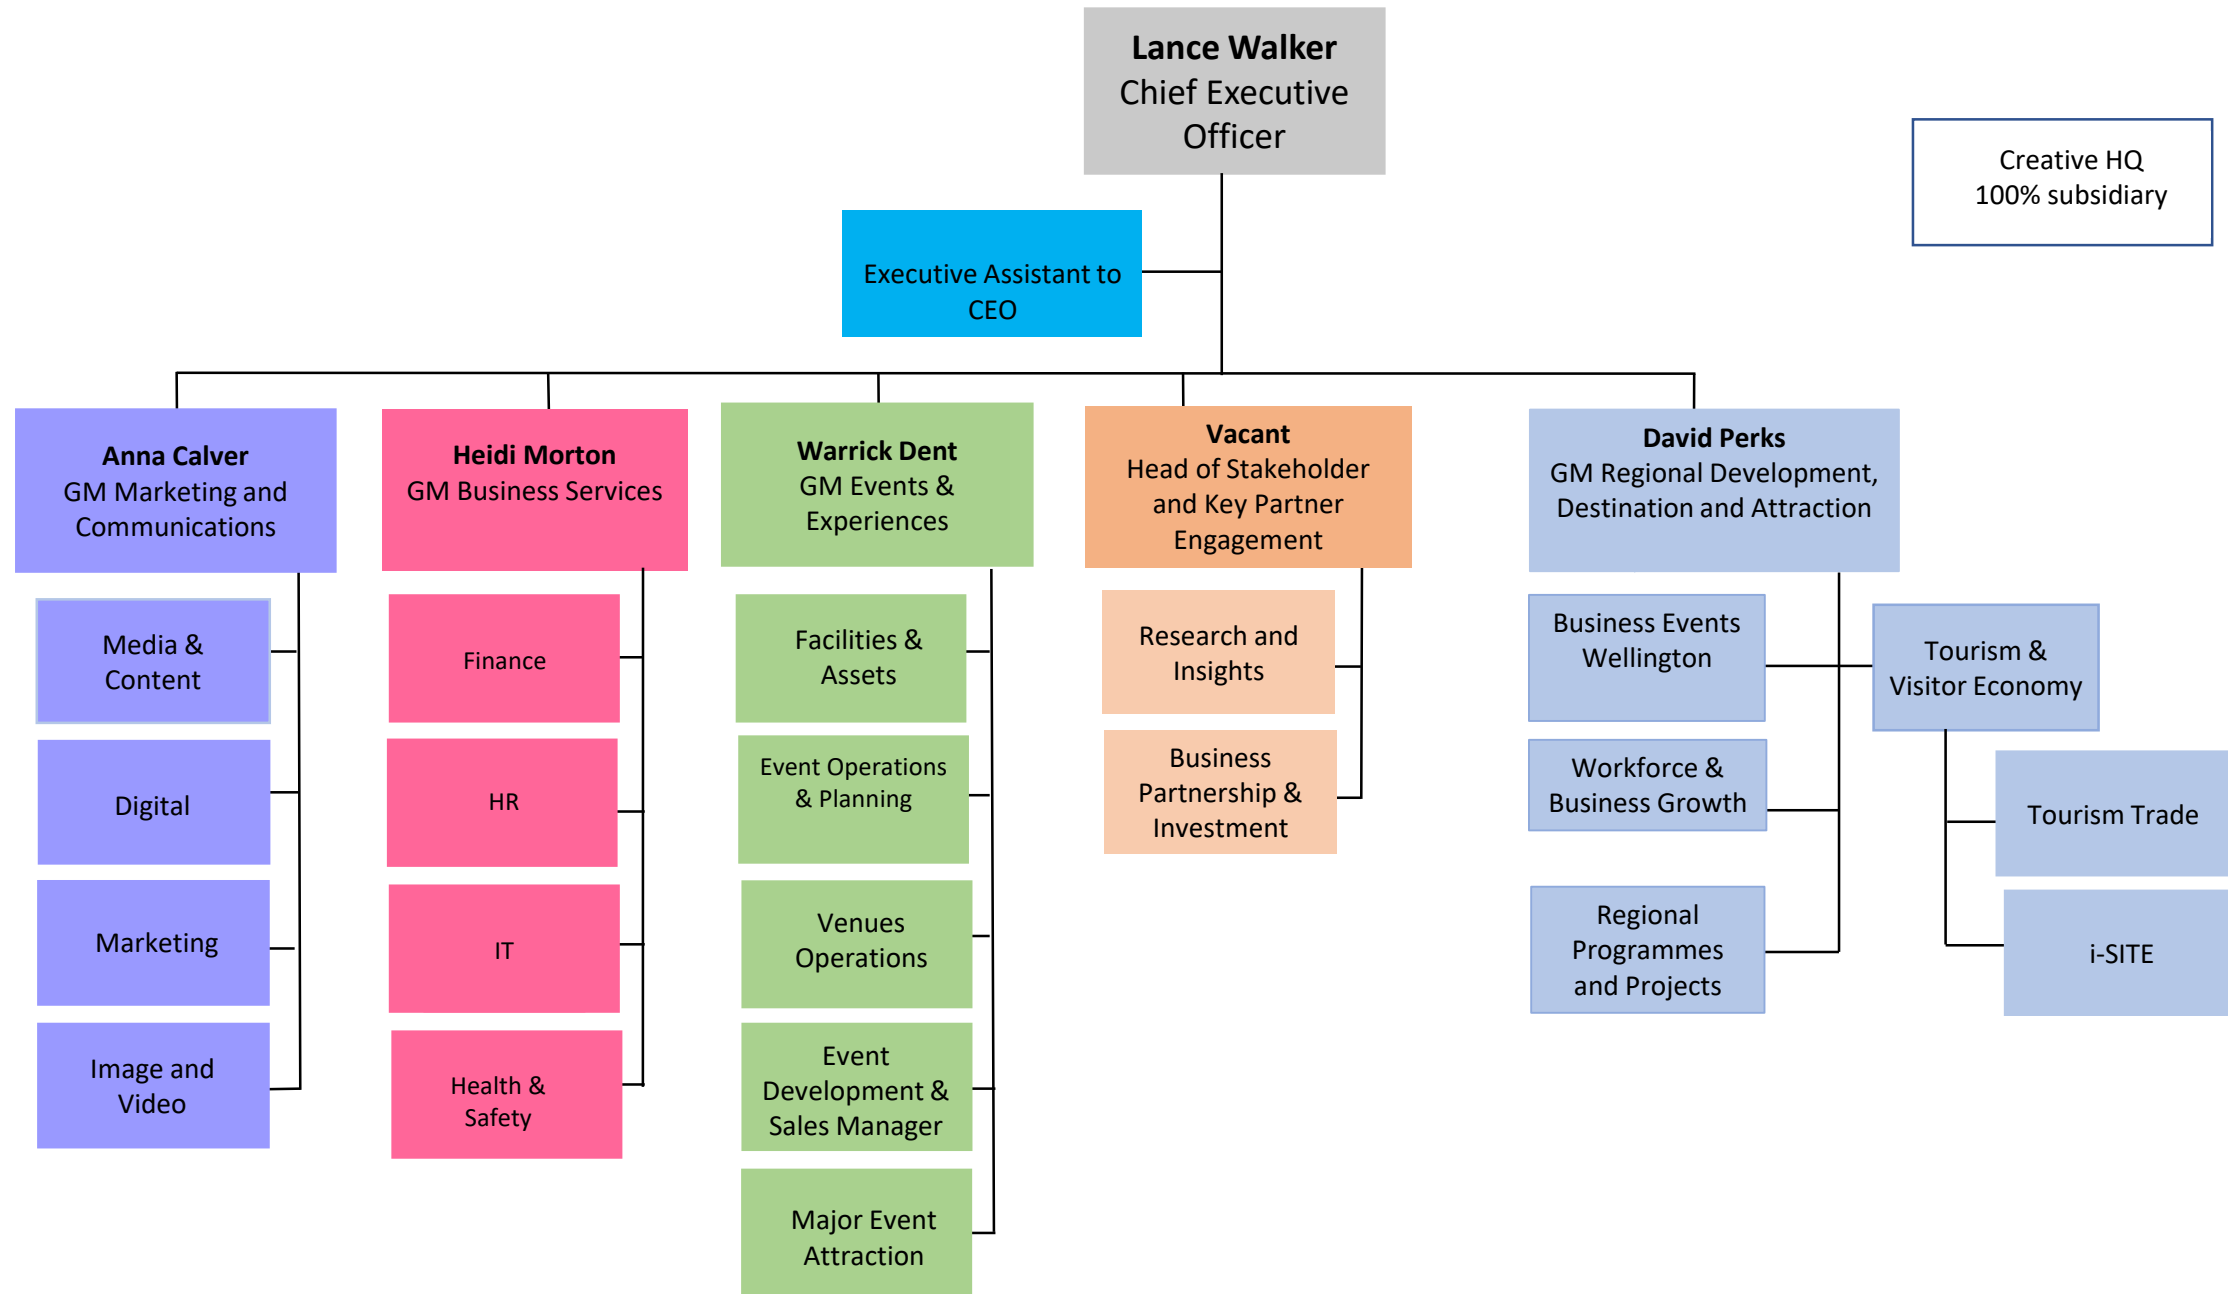 Lance Walker
Chief Executive
Officer
Creative HQ
100% subsidiary
Executive Assistant to
CEO
Anna Calver
GM Marketing and
Communications
Heidi Morton
GM Business Services
Warrick Dent
GM Events &
Experiences
Vacant
Head of Stakeholder
and Key Partner
Engagement
David Perks
GM Regional Development,
Destination and Attraction
Media &
Content
Digital
Marketing
Image and
Video
Finance
HR
IT
Health &
Safety
Facilities &
Assets
Event Operations
& Planning
Venues
Operations
Event
Development &
Sales Manager
Major Event
Attraction
Research and
Insights
Business
Partnership &
Investment
Business Events
Wellington
Workforce &
Business Growth
Regional
Programmes
and Projects
Tourism &
Visitor Economy
Tourism Trade
i-SITE